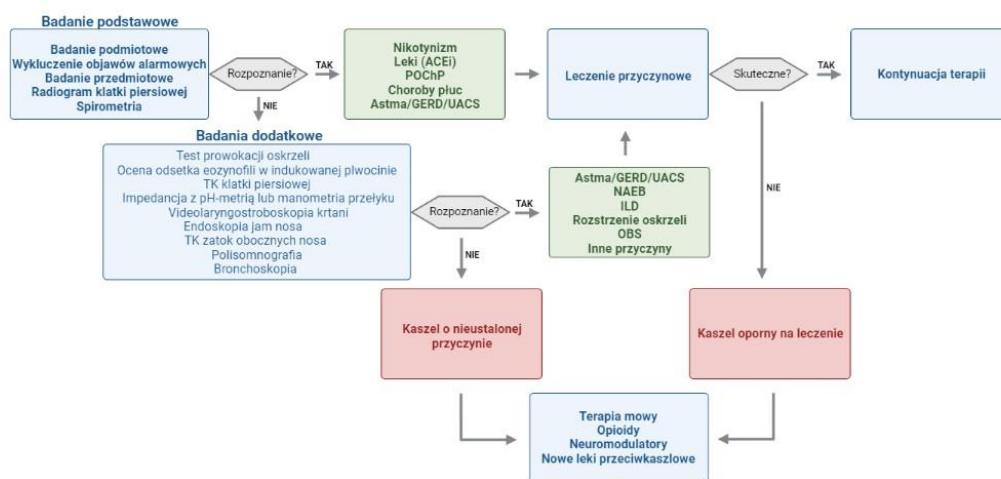 Badanie podstawowe
Badanie podmiotowe
Wykluczenie objawów alarmowych
Badanie przedmiotowe
Radiogram klatki piersiowej
Spirometria
Rozpoznanie?
TAK
Nikotynizm
Leki (ACEi)
POChP
Choroby płuc
Astma/GERD/UACS
Leczenie przyczynowe
Skuteczne?
TAK
Kontynuacja terapii
NIE
Badania dodatkowe
Test prowokacji oskrzeli
Ocena odsetka eozynofili w indukowanej plwocinie
TK klatki piersiowej
Impedancja z pH-metrią lub manometria przełyku
Videolaryngostroboskopia krtani
Endoskopia jam nosa
TK zatok obocznych nosa
Polisomnografia
Bronchoskopia
Rozpoznanie?
TAK
Astma/GERD/UACS
NAEB
ILD
Rozstrzenie oskrzeli
OBS
Inne przyczyny
NIE
NIE
Kaszel o nieustalonej
przyczynie
Kaszel oporny na leczenie
Terapia mowy
Opioidy
Neuromodulatory
Nowe leki przeciwkaszlowe